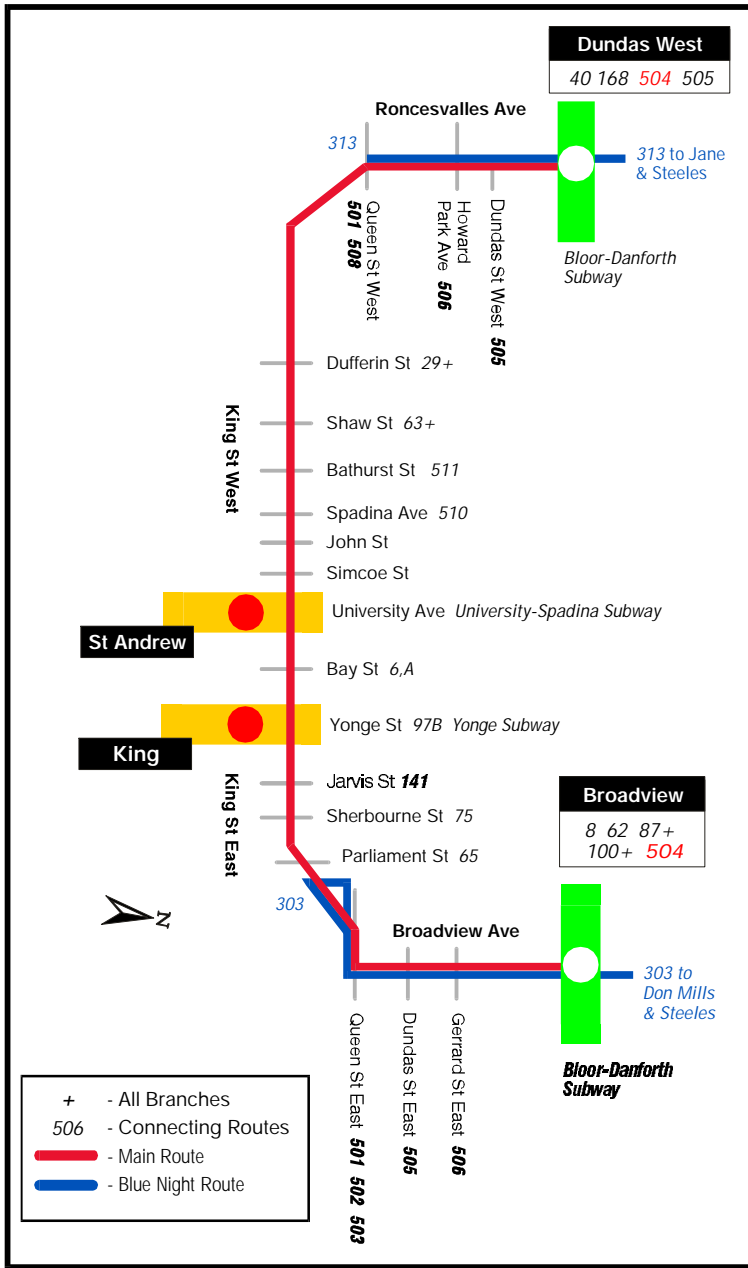 Dundas West
40 168 504 505
Roncesvalles Ave
313
313 to Jane
& Steeles
Queen St West
501 508
Howard
Park Ave 506
Dundas St West 505
Bloor-Danforth
Subway
Dufferin St 29+
King St West
Shaw St 63+
Bathurst St 511
Spadina Ave 510
John St
Simcoe St
University Ave University-Spadina Subway
St Andrew
Bay St 6,A
Yonge St 97B Yonge Subway
King
King St East
Jarvis St 141
Sherbourne St 75
Parliament St 65
Broadview
8 62 87+
100+ 504
303
N
Broadview Ave
303 to
Don Mills
& Steeles
Queen St East 501 502 503
Dundas St East 505
Gerrard St East 506
Bloor-Danforth
Subway
+ - All Branches
506 - Connecting Routes
- Main Route
- Blue Night Route